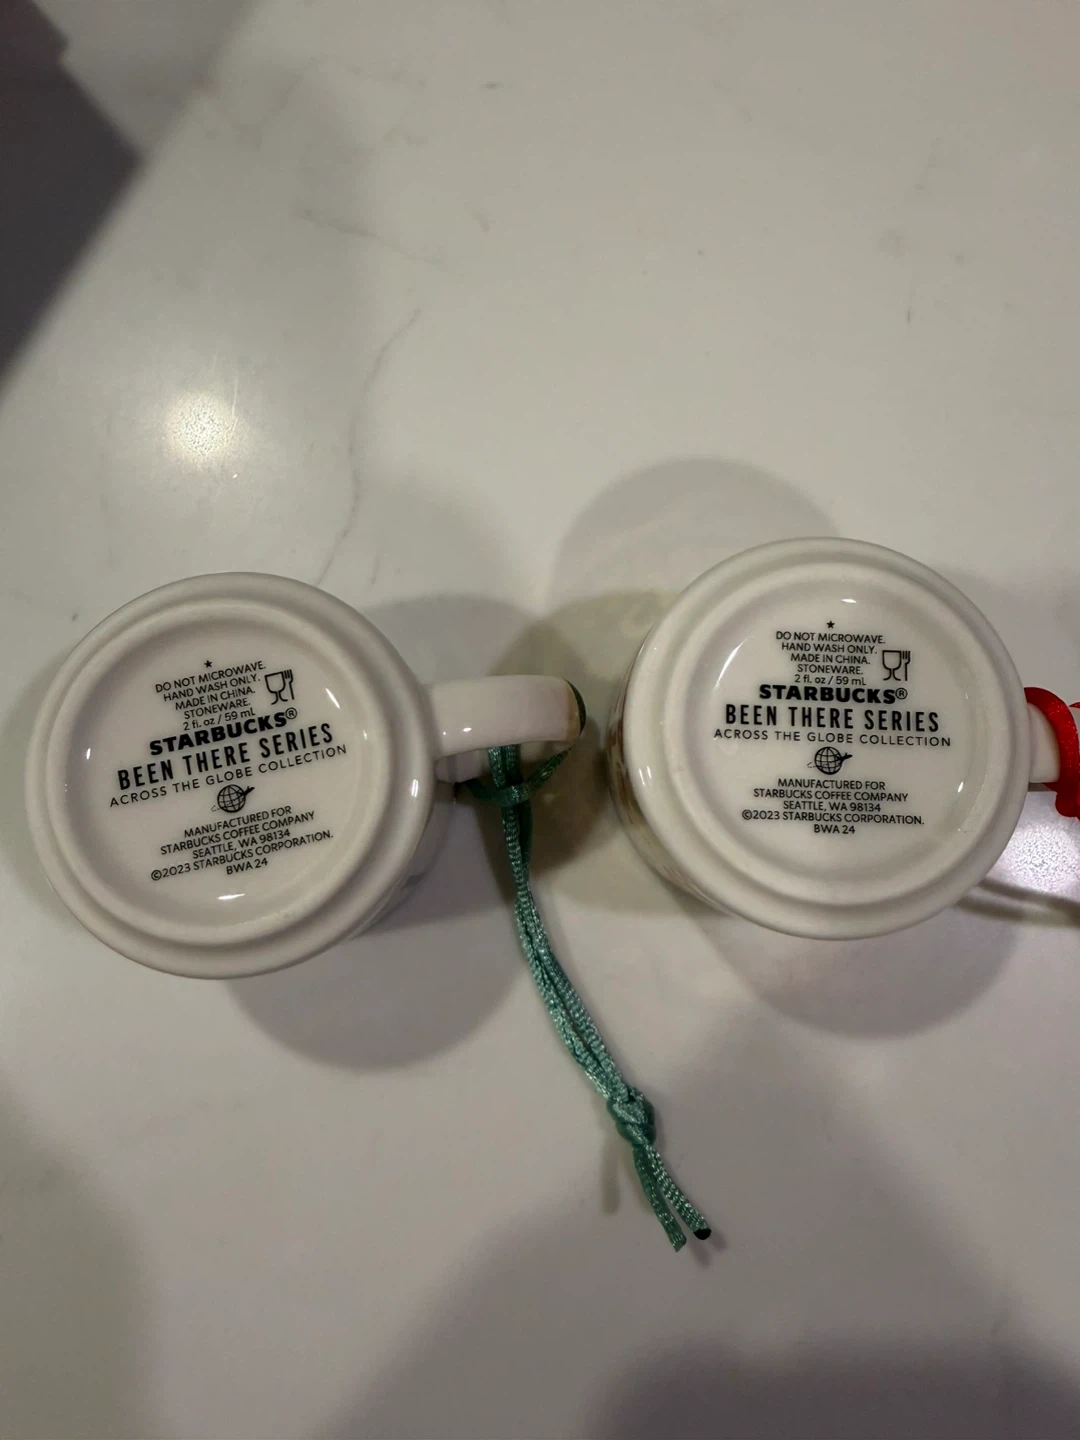 ★
DO NOT MICROWAVE.
HAND WASH ONLY.
MADE IN CHINA.
STONEWARE.
2 fl. oz / 59 mL
STARBUCKS®
BEEN THERE SERIES
ACROSS THE GLOBE COLLECTION
MANUFACTURED FOR
STARBUCKS COFFEE COMPANY
SEATTLE, WA 98134
©2023 STARBUCKS CORPORATION.
BWA 24
★
DO NOT MICROWAVE.
HAND WASH ONLY.
MADE IN CHINA.
STONEWARE.
2 fl. oz / 59 mL
STARBUCKS®
BEEN THERE SERIES
ACROSS THE GLOBE COLLECTION
MANUFACTURED FOR
STARBUCKS COFFEE COMPANY
SEATTLE, WA 98134
©2023 STARBUCKS CORPORATION.
BWA 24